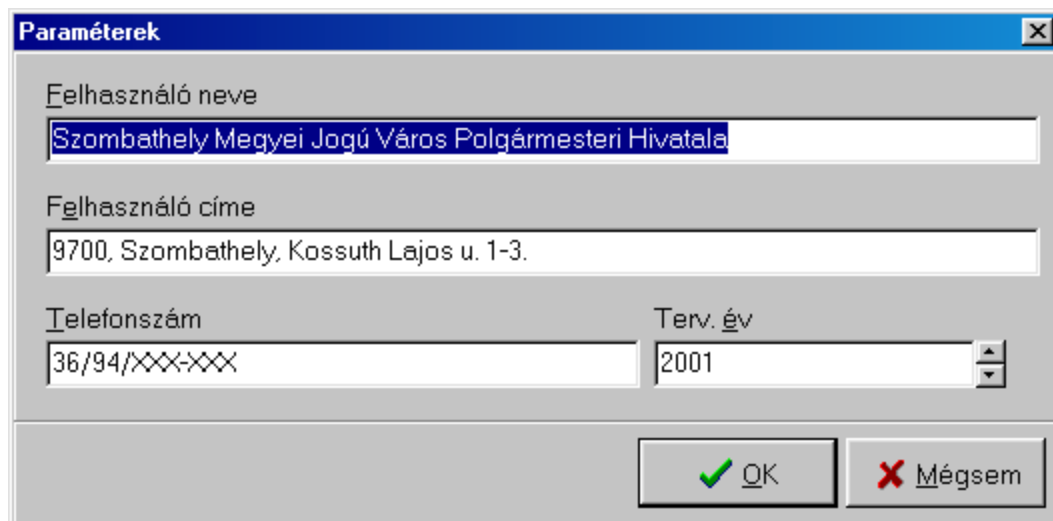 Paraméterek
Felhasználó neve
Szombathely Megyei Jogú Város Polgármesteri Hivatala
Felhasználó címe
9700, Szombathely, Kossuth Lajos u. 1-3.
Telefonszám Terv. év
36/94/XXX-XXX 2001
OK Mégsem